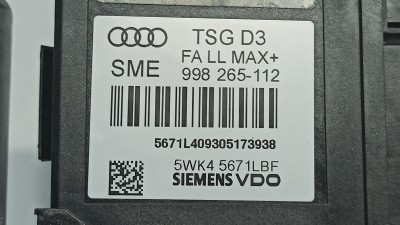 TSG D3
FA LL MAX+
SME 998 265-112
5671L409305173938
5WK4 5671LBF
SIEMENS VDO